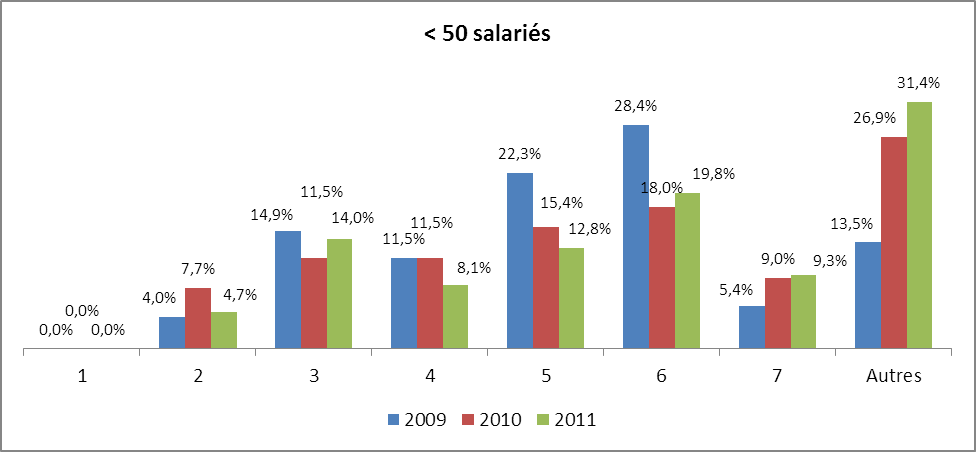 < 50 salariés
0,0% 0,0% 0,0%
4,0% 7,7% 4,7%
14,9% 11,5% 14,0%
11,5% 11,5% 8,1%
22,3% 15,4% 12,8%
28,4% 18,0% 19,8%
5,4% 9,0% 9,3%
13,5% 26,9% 31,4%
1 2 3 4 5 6 7 Autres
2009 2010 2011